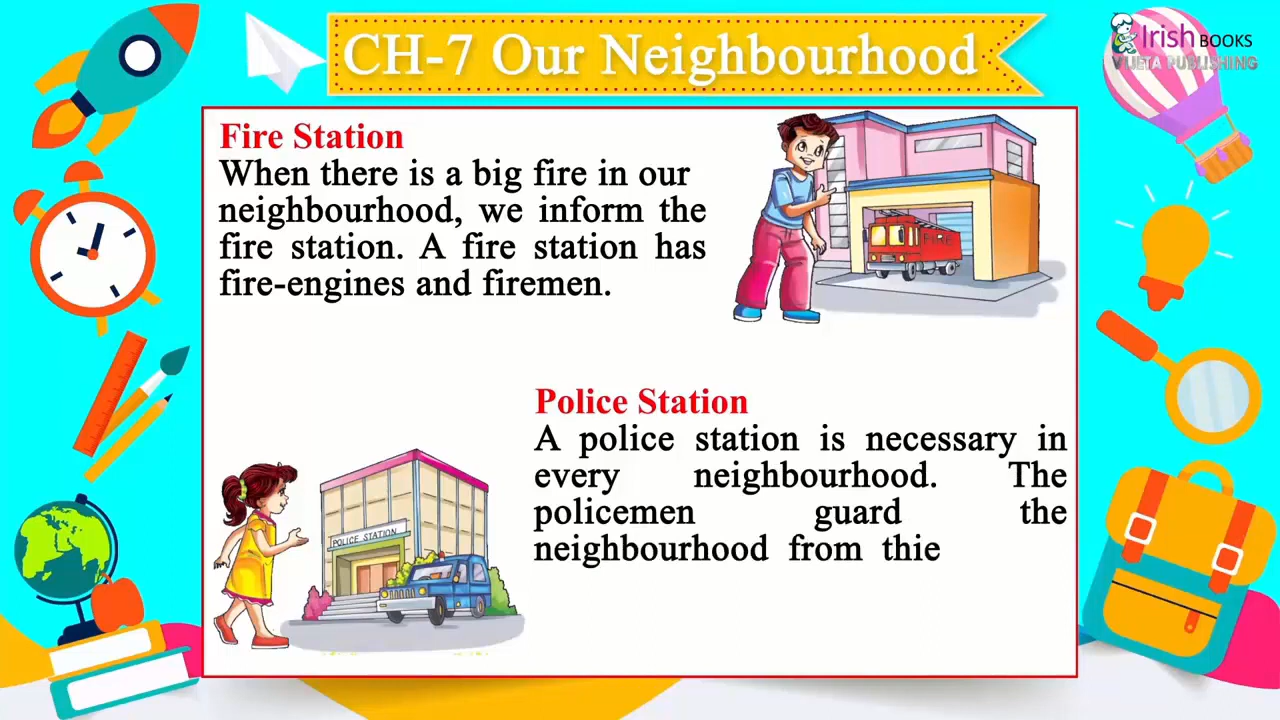 CH-7 Our Neighbourhood
Irish BOOKS
VIJETA PUBLISHING
Fire Station
When there is a big fire in our
neighbourhood, we inform the
fire station. A fire station has
fire-engines and firemen.
Police Station
A police station is necessary in
every neighbourhood. The
policemen guard the
neighbourhood from thie
POLICE STATION